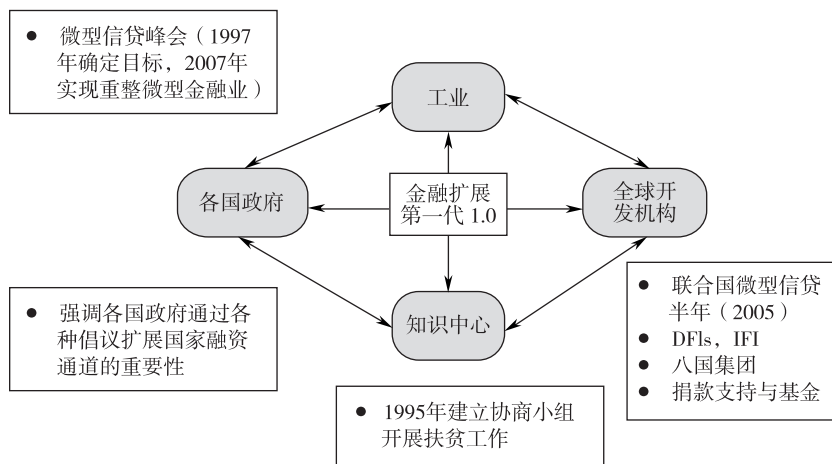 ● 微型信贷峰会（1997
年确定目标，2007年
实现重整微型金融业）
工业
各国政府
金融扩展
第一代 1.0
全球开
发机构
知识中心
● 强调各国政府通过各
种倡议扩展国家融资
通道的重要性
● 联合国微型信贷
半年（2005）
● DFls，IFI
● 八国集团
● 捐款支持与基金
● 1995年建立协商小组
开展扶贫工作